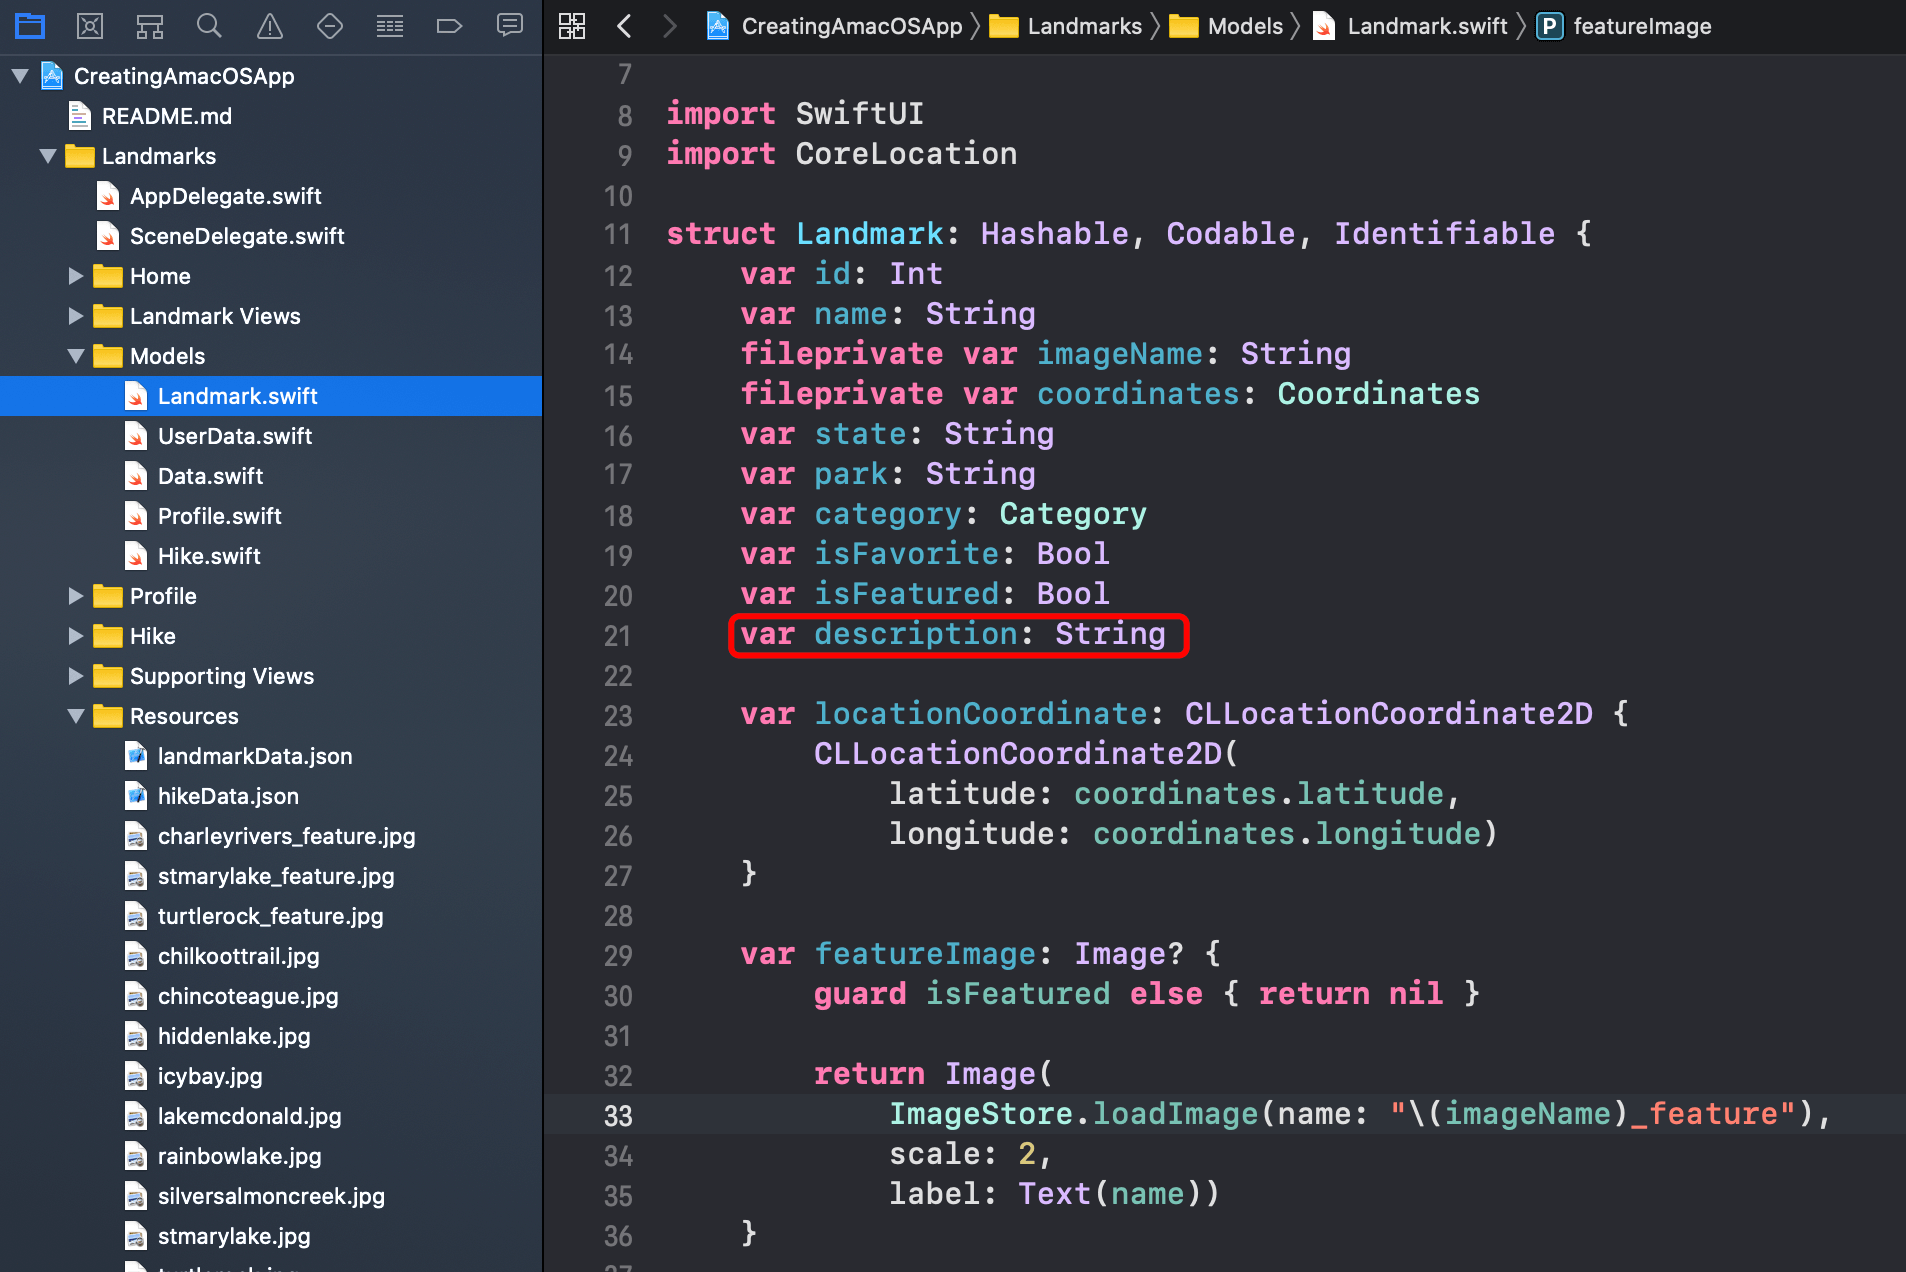 CreatingAmacOSApp
README.md
Landmarks
AppDelegate.swift
SceneDelegate.swift
Home
Landmark Views
Models
Landmark.swift
UserData.swift
Data.swift
Profile.swift
Hike.swift
Profile
Hike
Supporting Views
Resources
landmarkData.json
hikeData.json
charleyrivers_feature.jpg
stmarylake_feature.jpg
turtlerock_feature.jpg
chilkoottrail.jpg
chincoteague.jpg
hiddenlake.jpg
icybay.jpg
lakemcdonald.jpg
rainbowlake.jpg
silversalmoncreek.jpg
stmarylake.jpg
CreatingAmacOSApp 〉 Landmarks 〉 Models 〉 Landmark.swift 〉 P featureImage
7
8 import SwiftUI
9 import CoreLocation
10
11 struct Landmark: Hashable, Codable, Identifiable {
12 var id: Int
13 var name: String
14 fileprivate var imageName: String
15 fileprivate var coordinates: Coordinates
16 var state: String
17 var park: String
18 var category: Category
19 var isFavorite: Bool
20 var isFeatured: Bool
21 var description: String
22
23 var locationCoordinate: CLLocationCoordinate2D {
24 CLLocationCoordinate2D(
25 latitude: coordinates.latitude,
26 longitude: coordinates.longitude)
27 }
28
29 var featureImage: Image? {
30 guard isFeatured else { return nil }
31
32 return Image(
33 ImageStore.loadImage(name: "\(imageName)_feature"),
34 scale: 2,
35 label: Text(name))
36 }